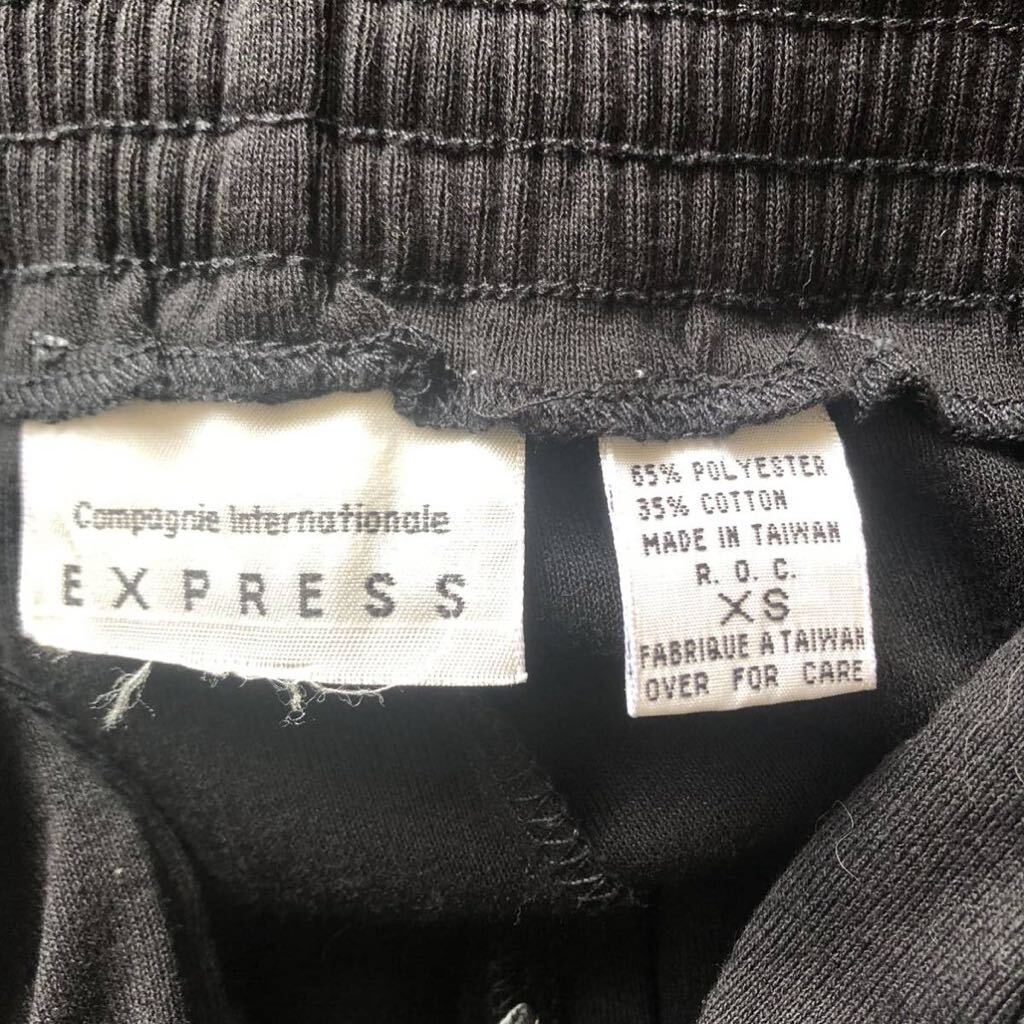 Compagnie Internationale
EXPRESS
65% POLYESTER
35% COTTON
MADE IN TAIWAN
R. O. C.
XS
FABRIQUE A TAIWAN
OVER FOR CARE